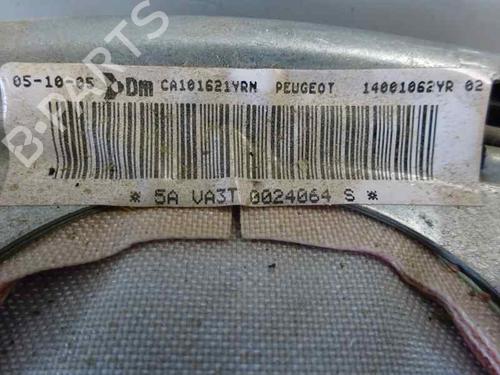 05-10-05 Dm CA101621YRN PEUGEOT 14001062YR 02
* 5A VA3T 0024064 S *
B-PARTS